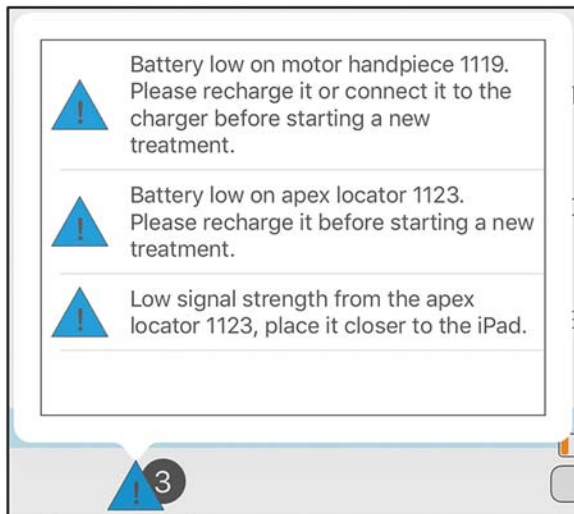 Battery low on motor handpiece 1119.
Please recharge it or connect it to the
charger before starting a new
treatment.
Battery low on apex locator 1123.
Please recharge it before starting a new
treatment.
Low signal strength from the apex
locator 1123, place it closer to the iPad.
3